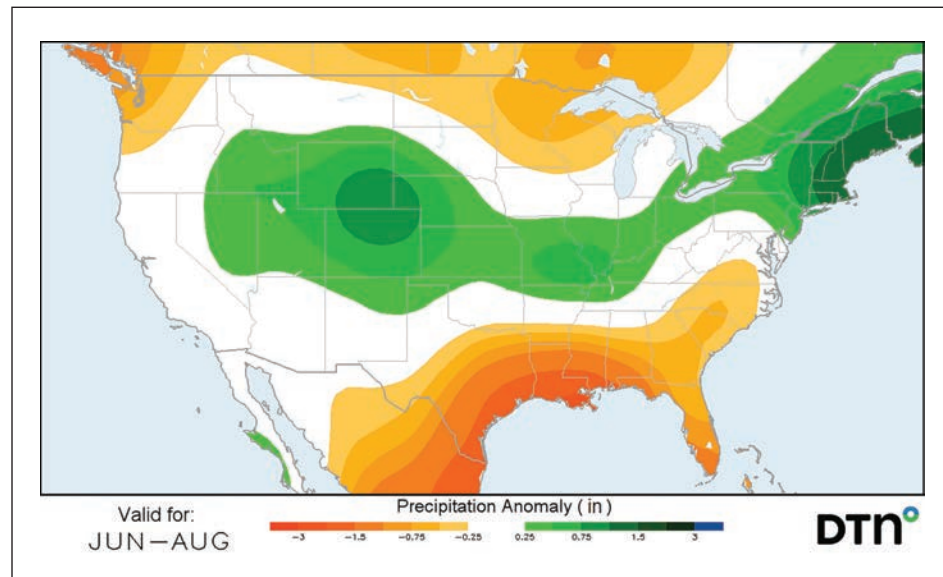 Precipitation Anomaly ( in )
Valid for:
JUN–AUG
-3 -1.5 -0.75 -0.25 0.25 0.75 1.5 3
DTN